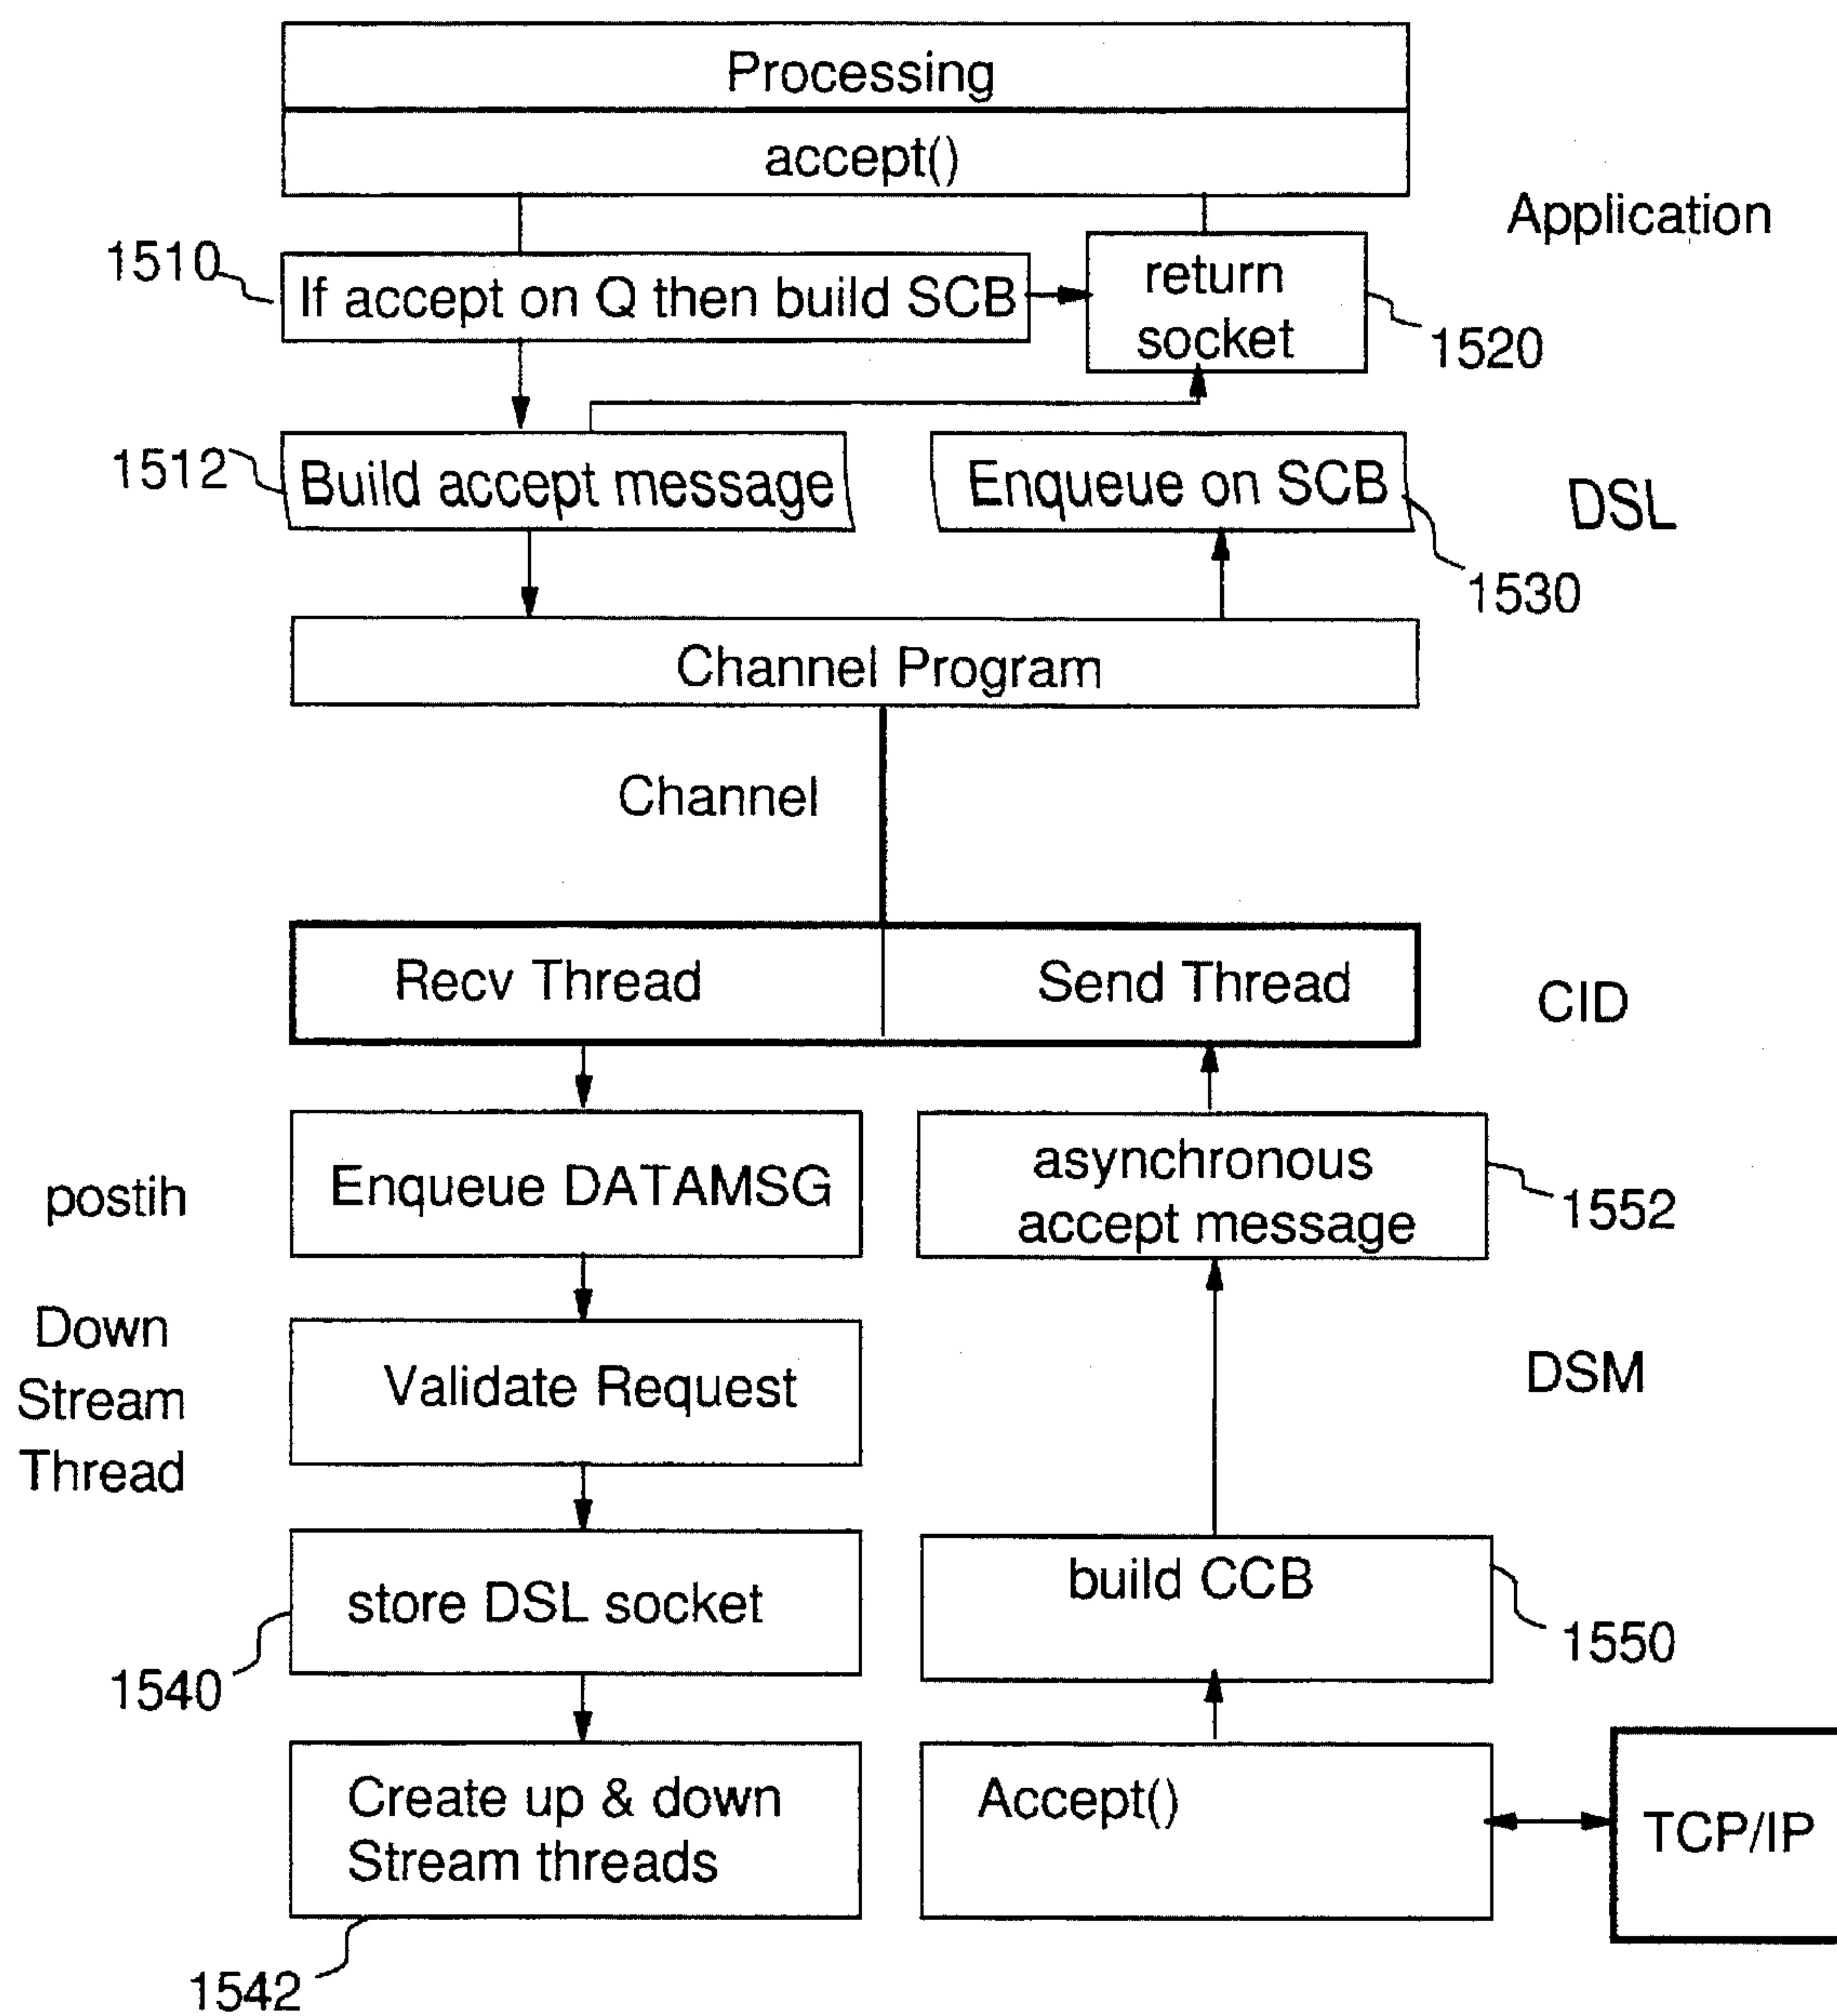 Processing
accept()
Application
1510
If accept on Q then build SCB
return
socket
1520
1512
Build accept message
Enqueue on SCB
DSL
1530
Channel Program
Channel
Recv Thread
Send Thread
CID
postih
Enqueue DATAMSG
asynchronous
accept message
1552
Down
Stream
Thread
Validate Request
DSM
store DSL socket
build CCB
1550
1540
Create up & down
Stream threads
Accept()
TCP/IP
1542